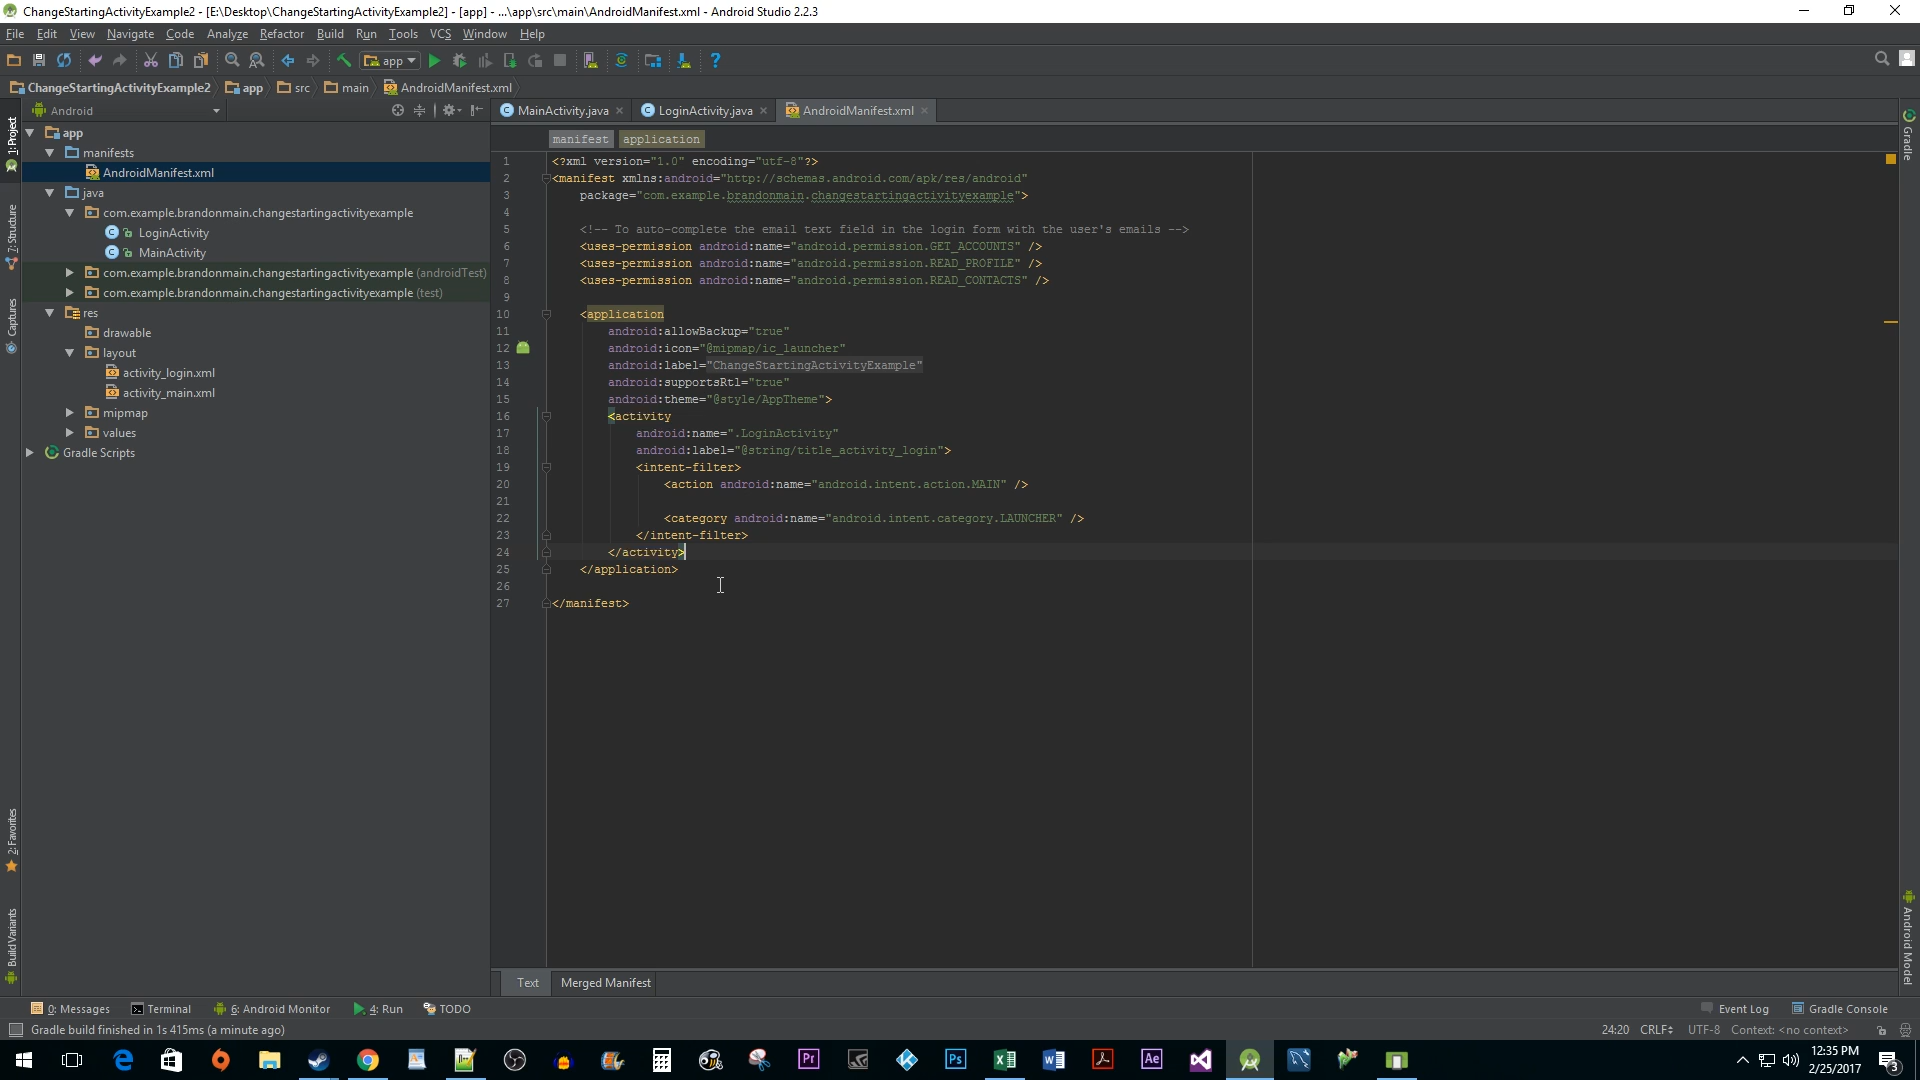 ChangeStartingActivityExample2 - [E:\Desktop\ChangeStartingActivityExample2] - [app] - ...\app\src\main\AndroidManifest.xml - Android Studio 2.2.3
File Edit View Navigate Code Analyze Refactor Build Run Tools VCS Window Help
app
ChangeStartingActivityExample2 app src main AndroidManifest.xml
Android
MainActivity.java LoginActivity.java AndroidManifest.xml
manifest application
1: Project
7: Structure
Captures
2: Favorites
Build Variants
app
manifests
AndroidManifest.xml
java
com.example.brandonmain.changestartingactivityexample
LoginActivity
MainActivity
com.example.brandonmain.changestartingactivityexample (androidTest)
com.example.brandonmain.changestartingactivityexample (test)
res
drawable
layout
activity_login.xml
activity_main.xml
mipmap
values
Gradle Scripts
1 <?xml version="1.0" encoding="utf-8"?>
2 <manifest xmlns:android="http://schemas.android.com/apk/res/android"
3 package="com.example.brandonmain.changestartingactivityexample">
4
5 <!-- To auto-complete the email text field in the login form with the user's emails -->
6 <uses-permission android:name="android.permission.GET_ACCOUNTS" />
7 <uses-permission android:name="android.permission.READ_PROFILE" />
8 <uses-permission android:name="android.permission.READ_CONTACTS" />
9
10 <application
11 android:allowBackup="true"
12 android:icon="@mipmap/ic_launcher"
13 android:label="ChangeStartingActivityExample"
14 android:supportsRtl="true"
15 android:theme="@style/AppTheme">
16 <activity
17 android:name=".LoginActivity"
18 android:label="@string/title_activity_login">
19 <intent-filter>
20 <action android:name="android.intent.action.MAIN" />
21
22 <category android:name="android.intent.category.LAUNCHER" />
23 </intent-filter>
24 </activity>
25 </application>
26
27 </manifest>
Gradle
Android Model
Text Merged Manifest
0: Messages Terminal 6: Android Monitor 4: Run TODO Event Log Gradle Console
Gradle build finished in 1s 415ms (a minute ago) 24:20 CRLF UTF-8 Context: <no context>
Pr Ps Ae
12:35 PM
2/25/2017
3